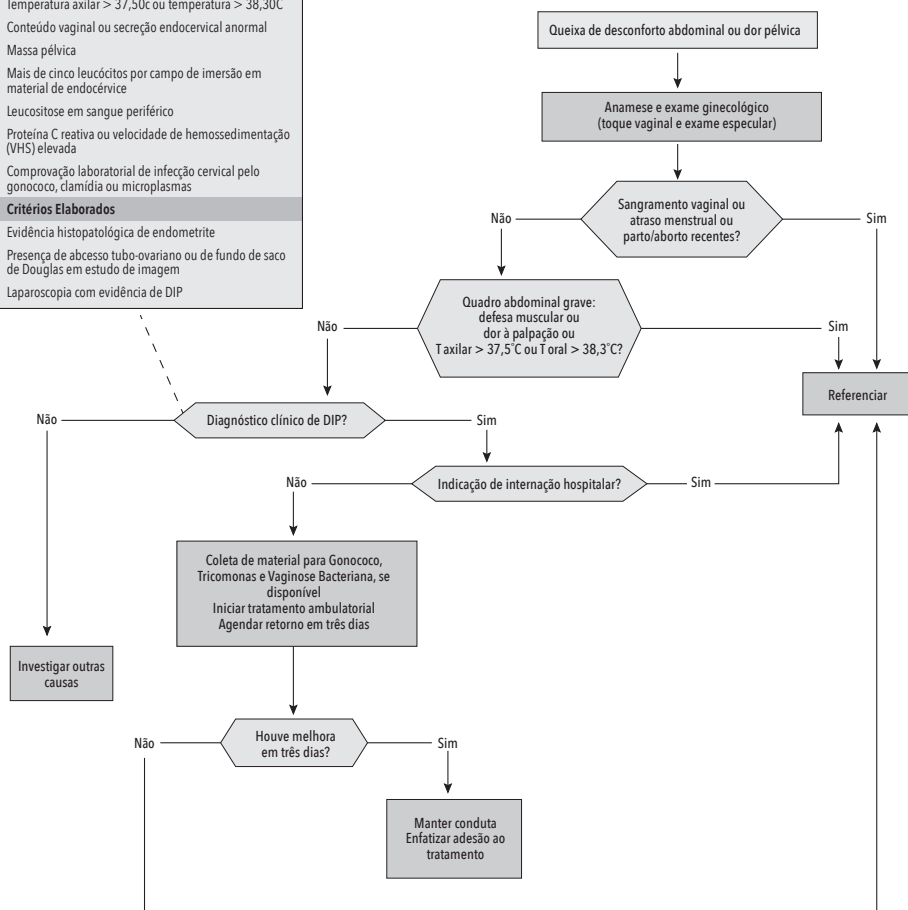 Temperatura axilar > 37,50c ou temperatura > 38,30C
Conteúdo vaginal ou secreção endocervical anormal
Massa pélvica
Mais de cinco leucócitos por campo de imersão em
material de endocérvice
Leucositose em sangue periférico
Proteína C reativa ou velocidade de hemossedimentação
(VHS) elevada
Comprovação laboratorial de infecção cervical pelo
gonococo, clamídia ou microplasmas
Critérios Elaborados
Evidência histopatológica de endometrite
Presença de abcesso tubo-ovariano ou de fundo de saco
de Douglas em estudo de imagem
Laparoscopia com evidência de DIP
Queixa de desconforto abdominal ou dor pélvica
Anamese e exame ginecológico
(toque vaginal e exame especular)
Sangramento vaginal ou
atraso menstrual ou
parto/aborto recentes?
Não
Sim
Quadro abdominal grave:
defesa muscular ou
dor à palpação ou
T axilar > 37,5°C ou T oral > 38,3°C?
Não
Sim
Referenciar
Diagnóstico clínico de DIP?
Não
Sim
Indicação de internação hospitalar?
Não
Sim
Coleta de material para Gonococo,
Tricomonas e Vaginose Bacteriana, se
disponível
Iniciar tratamento ambulatorial
Agendar retorno em três dias
Investigar outras
causas
Houve melhora
em três dias?
Não
Sim
Manter conduta
Enfatizar adesão ao
tratamento